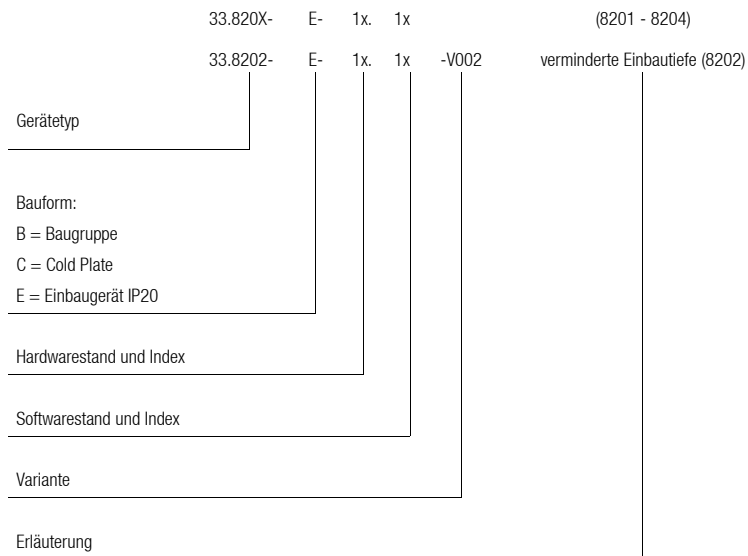 33.820X- E- 1x. 1x (8201 - 8204)
33.8202- E- 1x. 1x -V002 verminderte Einbautiefe (8202)
Gerätetyp
Bauform:
B = Baugruppe
C = Cold Plate
E = Einbaugerät IP20
Hardwarestand und Index
Softwarestand und Index
Variante
Erläuterung